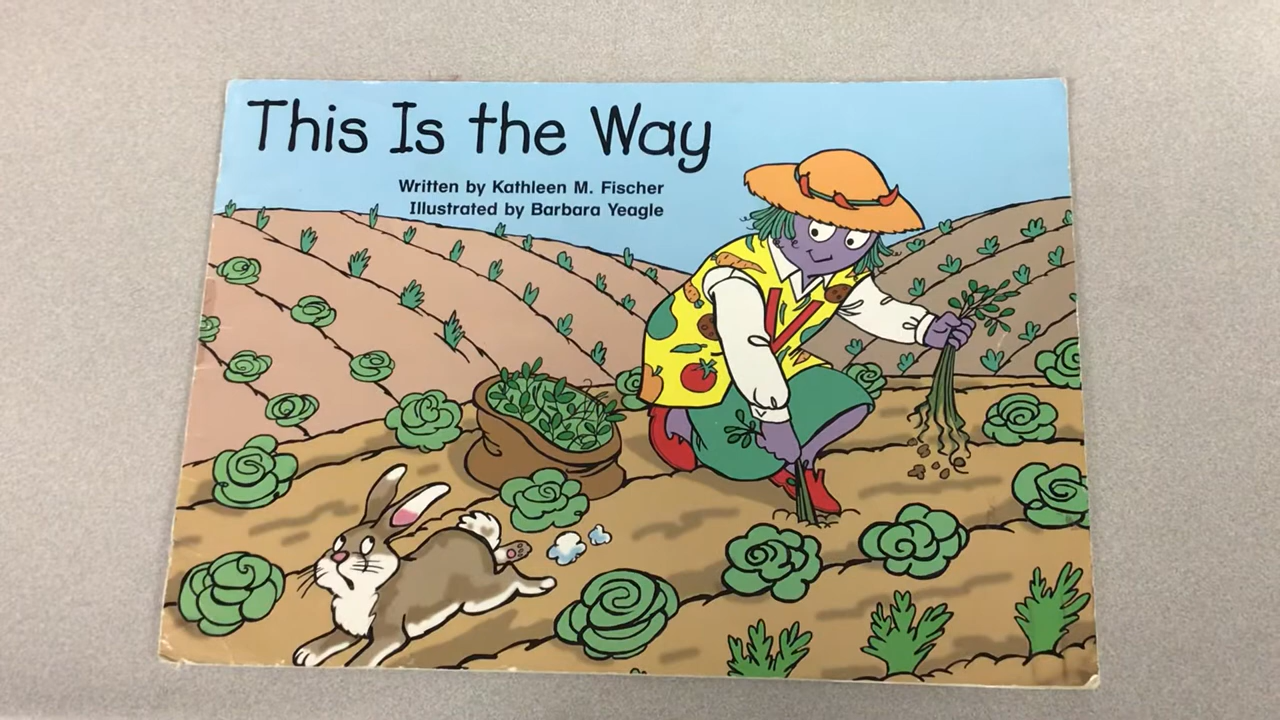 This Is the Way
Written by Kathleen M. Fischer
Illustrated by Barbara Yeagle